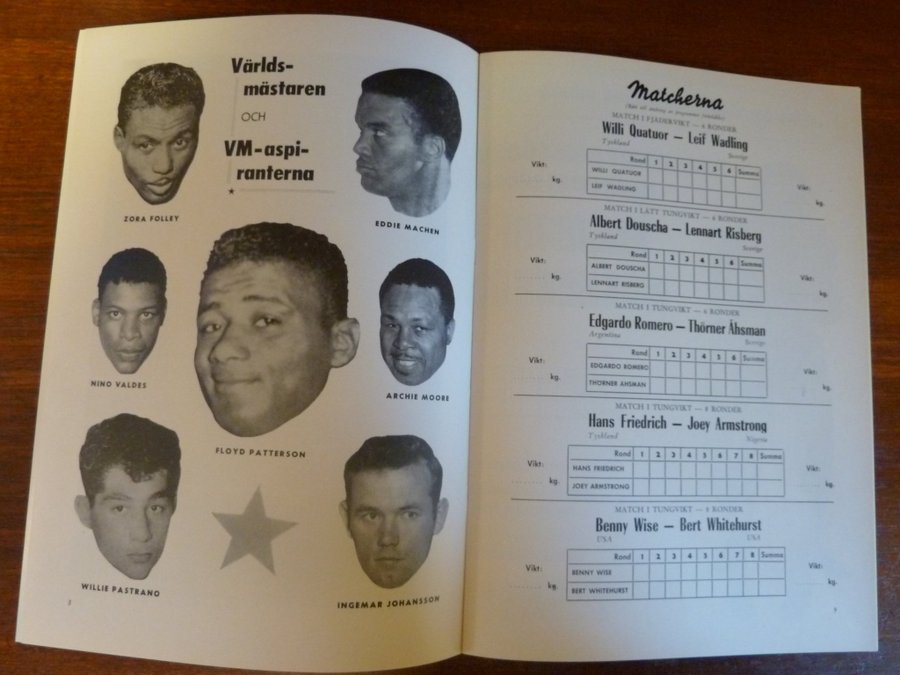 Världs-
mästaren
OCH
VM-aspi-
ranterna
ZORA FOLLEY
EDDIE MACHEN
NINO VALDES
ARCHIE MOORE
FLOYD PATTERSON
WILLIE PASTRANO
INGEMAR JOHANSSON
Matcherna
MATCH I FJÄDERVIKT — 6 RONDER
Willi Quatuor — Leif Wadling
Tyskland Sverige
Rond 1 2 3 4 5 6 Summa
WILLI QUATUOR
LEIF WADLING
Vikt: Vikt:
kg. kg.
MATCH I LÄTT TUNGVIKT — 6 RONDER
Albert Douscha — Lennart Risberg
Tyskland Sverige
Rond 1 2 3 4 5 6 Summa
ALBERT DOUSCHA
LENNART RISBERG
Vikt: Vikt:
kg. kg.
MATCH I TUNGVIKT — 6 RONDER
Edgardo Romero — Thörner Åhsman
Argentina Sverige
Rond 1 2 3 4 5 6 Summa
EDGARDO ROMERO
THÖRNER ÅHSMAN
Vikt: Vikt:
kg. kg.
MATCH I TUNGVIKT — 8 RONDER
Hans Friedrich — Joey Armstrong
Tyskland Nigeria
Rond 1 2 3 4 5 6 7 8 Summa
HANS FRIEDRICH
JOEY ARMSTRONG
Vikt: Vikt:
kg. kg.
MATCH I TUNGVIKT — 8 RONDER
Benny Wise — Bert Whitehurst
USA USA
Rond 1 2 3 4 5 6 7 8 Summa
BENNY WISE
BERT WHITEHURST
Vikt: Vikt:
kg. kg.